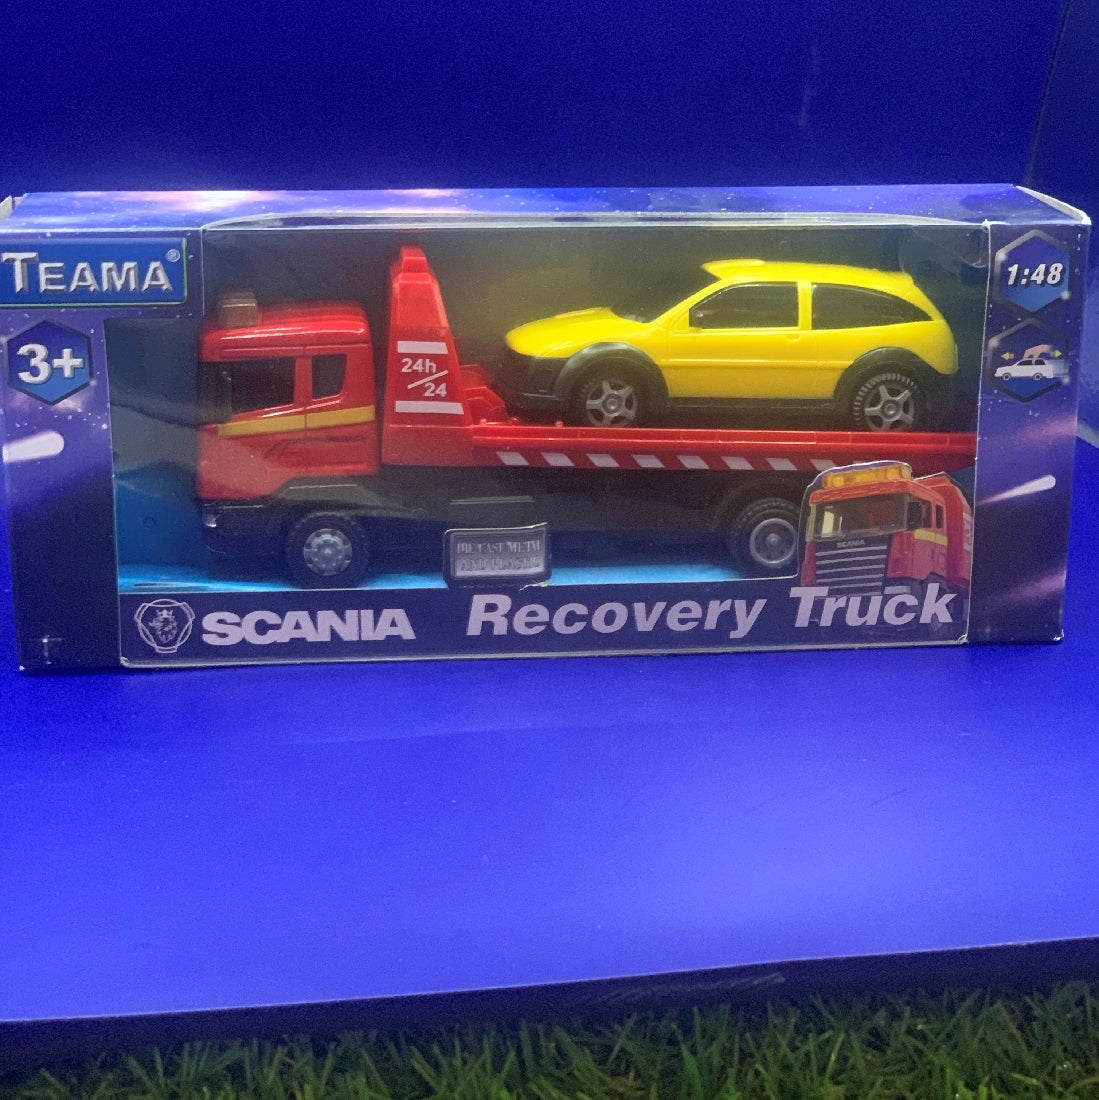 TEAMA®
3+
1:48
24h
24
DIE CAST METAL
AND PLASTIC
SCANIA
SCANIA Recovery Truck